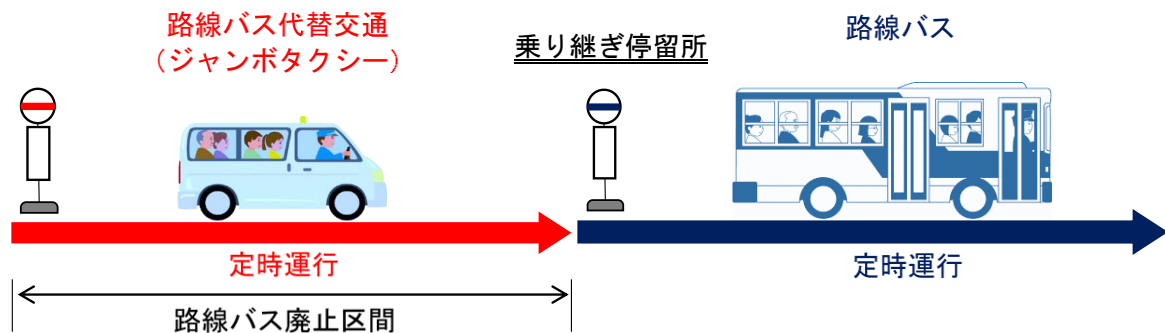 路線バス代替交通
（ジャンボタクシー）
乗り継ぎ停留所
路線バス
定時運行
定時運行
路線バス廃止区間